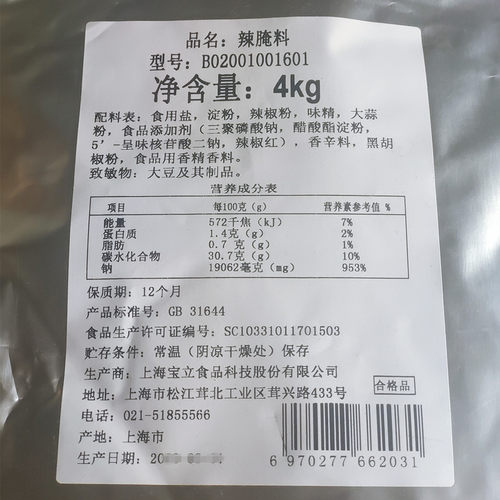 品名：辣腌料
型号：B02001001601
净含量：4kg
配料表：食用盐，淀粉，辣椒粉，味精，大蒜
粉，食品添加剂（三聚磷酸钠，醋酸酯淀粉，
5’-呈味核苷酸二钠，辣椒红），香辛料，黑胡
椒粉，食品用香精香料。
致敏物：大豆及其制品。
营养成分表
项目 每100克(g) 营养素参考值 %
能量 572千焦(kJ) 7%
蛋白质 1.4克(g) 2%
脂肪 0.7 克(g) 1%
碳水化合物 30.7克(g) 10%
钠 19062毫克(mg) 953%
保质期：12个月
产品标准号：GB 31644
食品生产许可证编号：SC10331011701503
贮存条件：常温（阴凉干燥处）保存
生产商：上海宝立食品科技股份有限公司
地址：上海市松江茸北工业区茸兴路433号
合格品
电话：021-51855566
产地：上海市
生产日期：
6 970277 662031